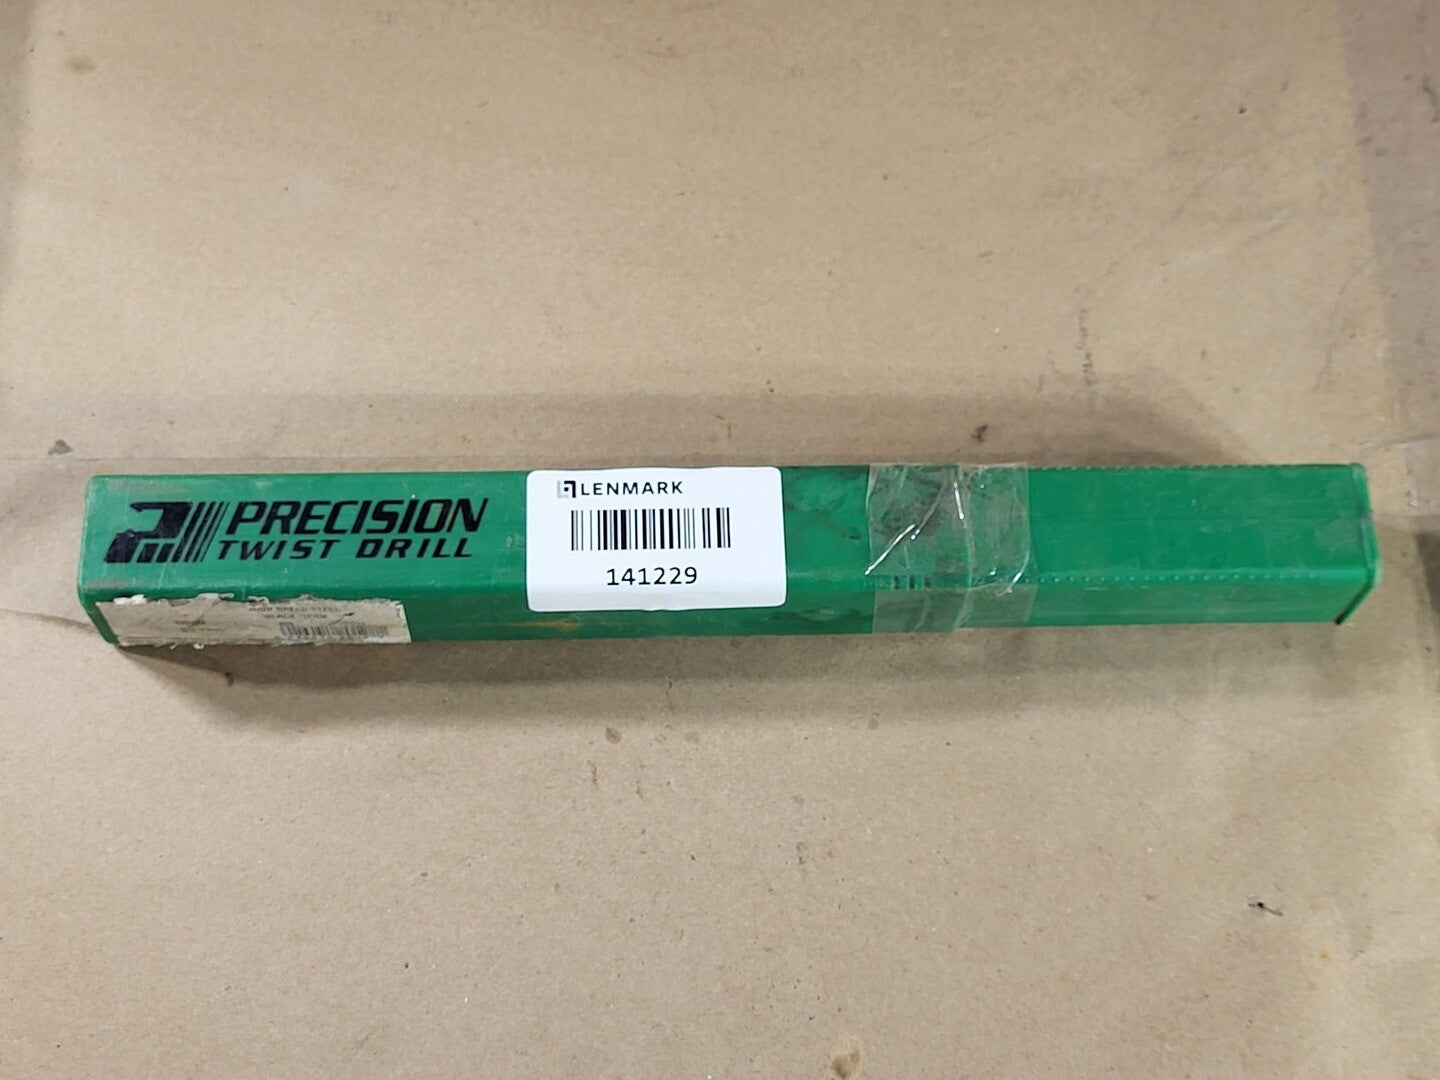 PRECISION
TWIST DRILL
LENMARK
141229